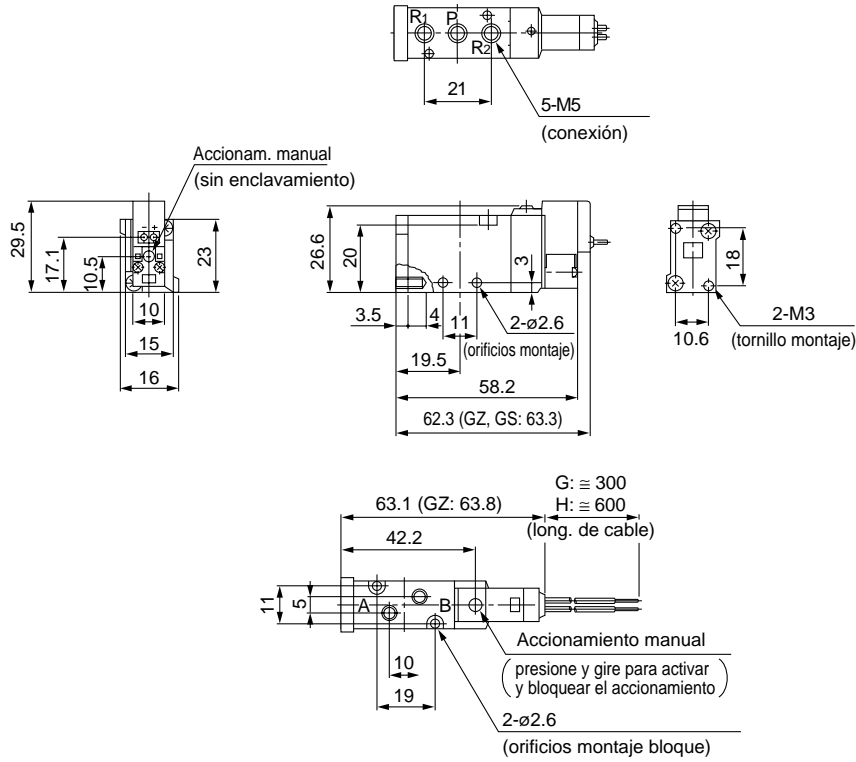 R1
P
R2
21
5-M5
(conexión)
Accionam. manual
(sin enclavamiento)
29.5
17.1
10.5
23
- +
10
15
16
26.6
20
3
3.5
4
11
2-ø2.6
(orificios montaje)
19.5
58.2
62.3 (GZ, GS: 63.3)
18
10.6
2-M3
(tornillo montaje)
G: ≅ 300
H: ≅ 600
(long. de cable)
63.1 (GZ: 63.8)
42.2
11
5
A
B
10
19
Accionamiento manual
(presione y gire para activar
y bloquear el accionamiento)
2-ø2.6
(orificios montaje bloque)